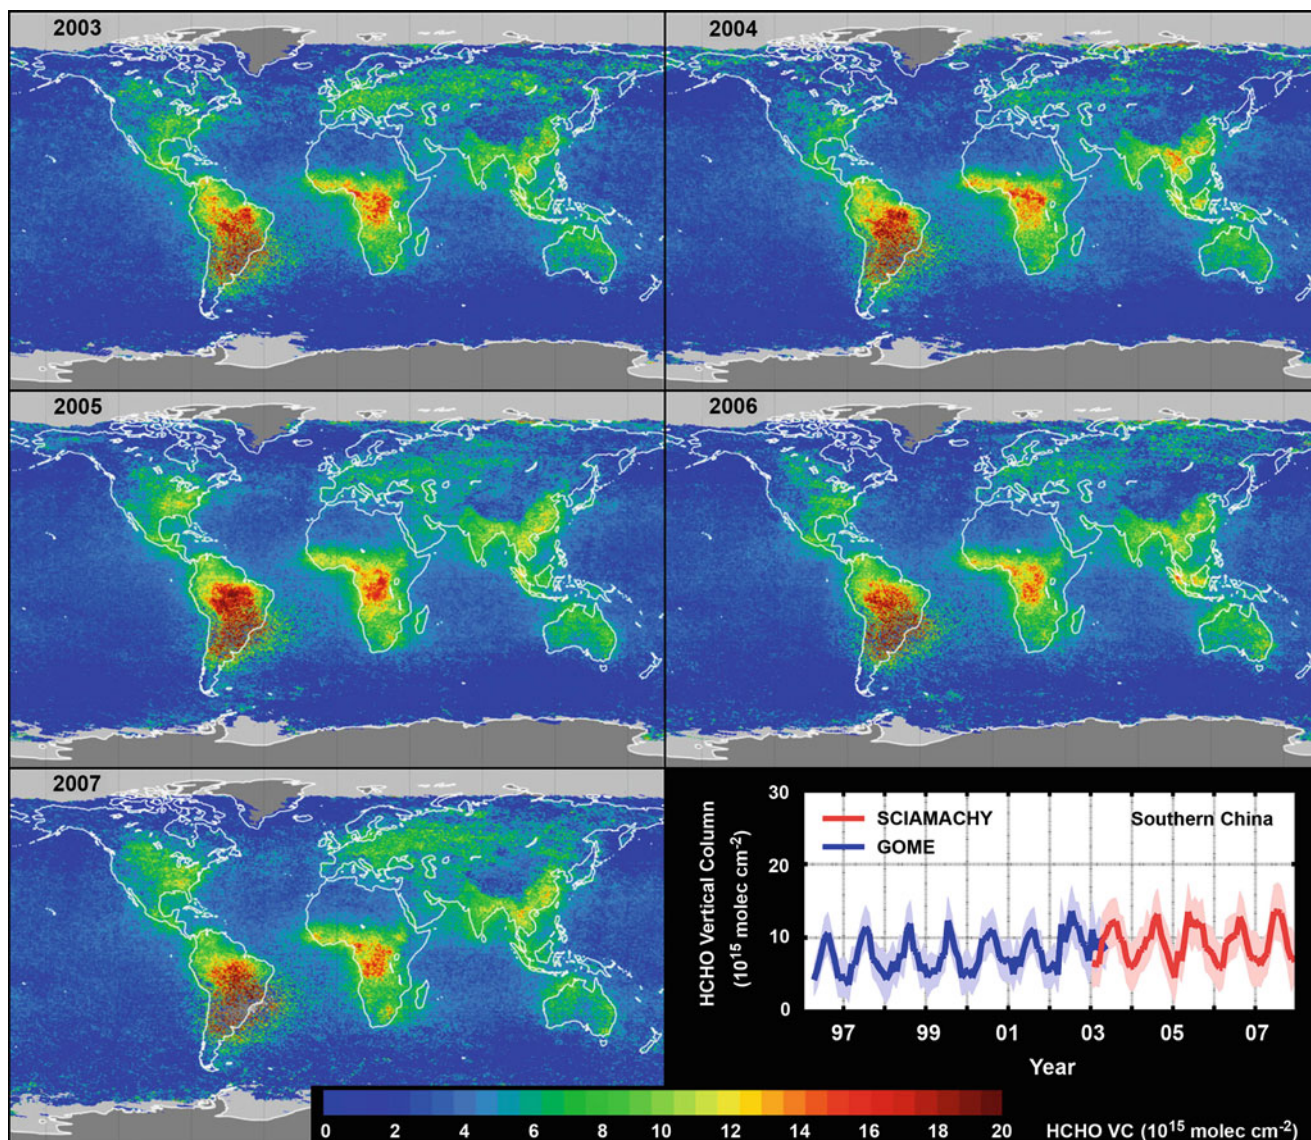 2003
2004
2005
2006
2007
HCHO Vertical Column
(10¹⁵ molec cm⁻²)
30
20
10
0
SCIAMACHY
GOME
Southern China
97 99 01 03 05 07
Year
0 2 4 6 8 10 12 14 16 18 20
HCHO VC (10¹⁵ molec cm⁻²)